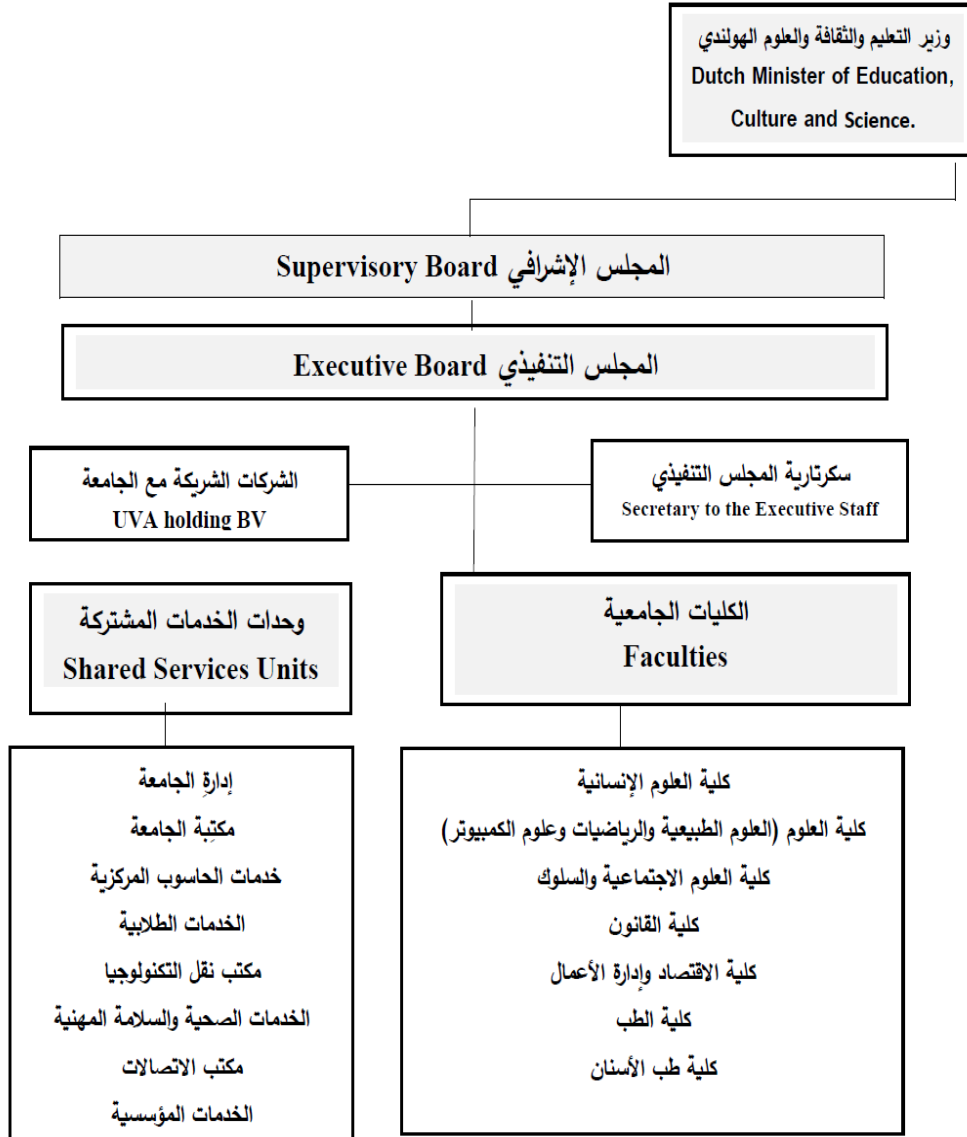 وزير التعليم والثقافة والعلوم الهولندي
Dutch Minister of Education,
Culture and Science.
المجلس الإشرافي Supervisory Board
المجلس التنفيذي Executive Board
سكرتارية المجلس التنفيذي
Secretary to the Executive Staff
الشركات الشريكة مع الجامعة
UVA holding BV
الكليات الجامعية
Faculties
وحدات الخدمات المشتركة
Shared Services Units
كلية العلوم الإنسانية
كلية العلوم (العلوم الطبيعية والرياضيات وعلوم الكمبيوتر)
كلية العلوم الاجتماعية والسلوك
كلية القانون
كلية الاقتصاد وإدارة الأعمال
كلية الطب
كلية طب الأسنان
إدارة الجامعة
مكتبة الجامعة
خدمات الحاسوب المركزية
الخدمات الطلابية
مكتب نقل التكنولوجيا
الخدمات الصحية والسلامة المهنية
مكتب الاتصالات
الخدمات المؤسسية